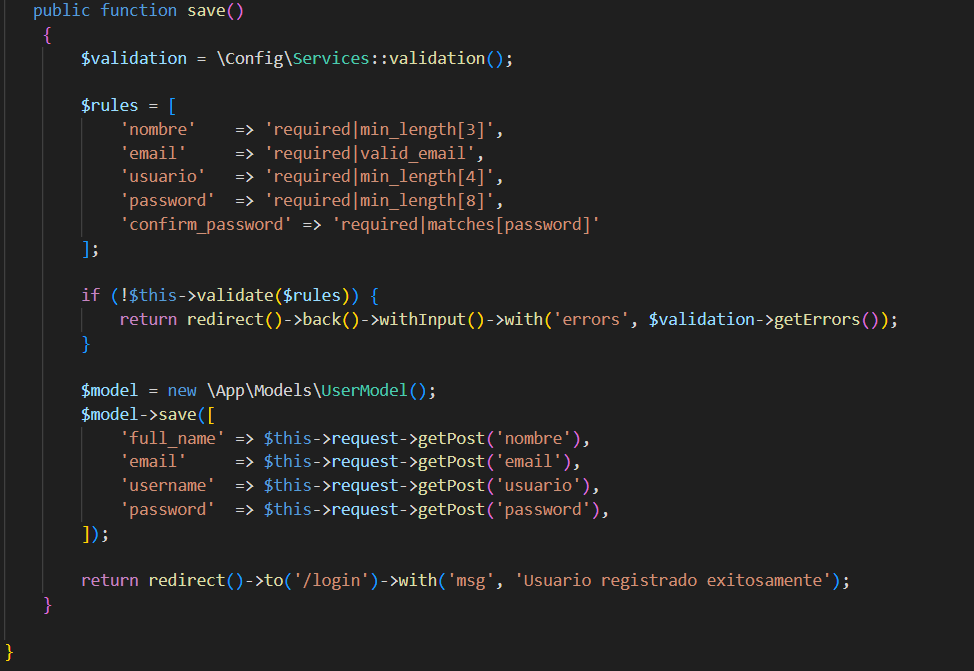 public function save()
{
$validation = \Config\Services::validation();
$rules = [
'nombre'    => 'required|min_length[3]',
'email'     => 'required|valid_email',
'usuario'   => 'required|min_length[4]',
'password'  => 'required|min_length[8]',
'confirm_password' => 'required|matches[password]'
];
if (!$this->validate($rules)) {
return redirect()->back()->withInput()->with('errors', $validation->getErrors());
}
$model = new \App\Models\UserModel();
$model->save([
'full_name' => $this->request->getPost('nombre'),
'email'     => $this->request->getPost('email'),
'username'  => $this->request->getPost('usuario'),
'password'  => $this->request->getPost('password'),
]);
return redirect()->to('/login')->with('msg', 'Usuario registrado exitosamente');
}
}